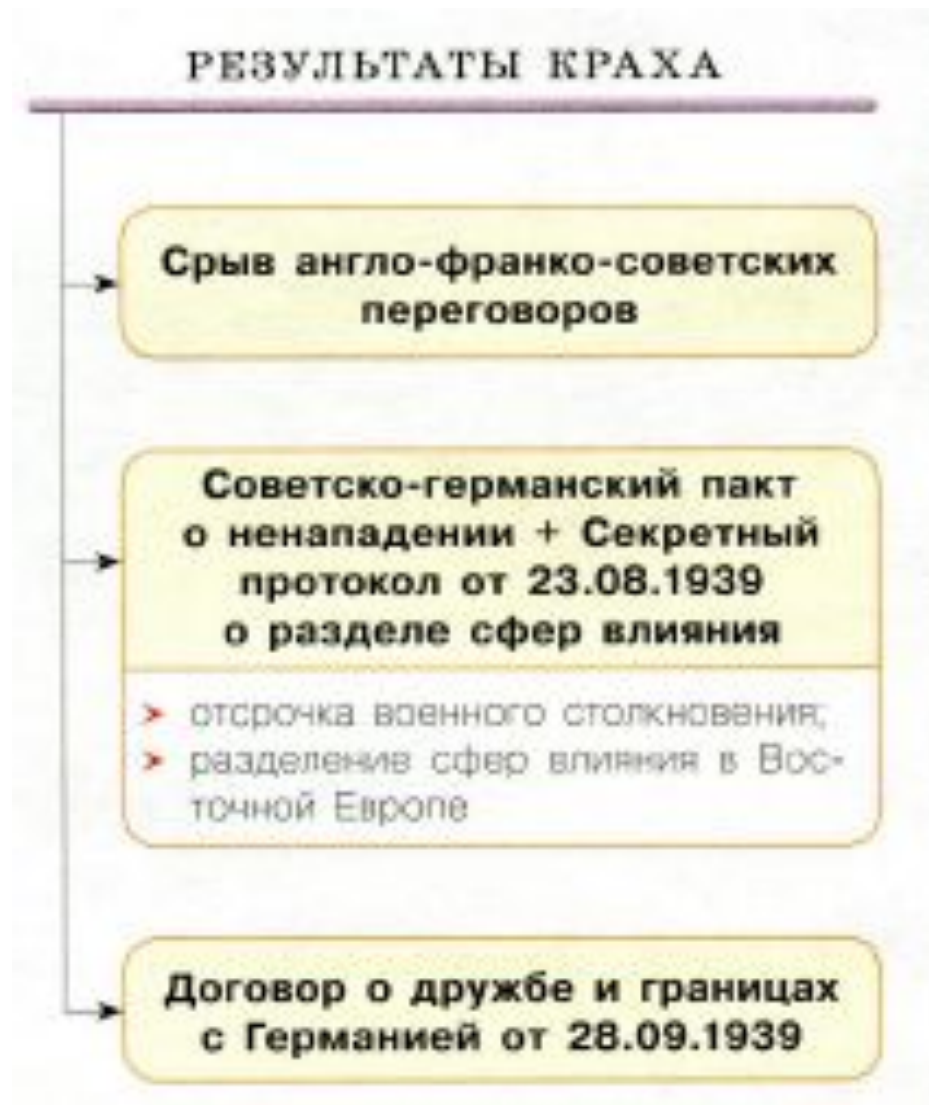 РЕЗУЛЬТАТЫ КРАХА
Срыв англо-франко-советских
переговоров
Советско-германский пакт
о ненападении + Секретный
протокол от 23.08.1939
о разделе сфер влияния
➤ отсрочка военного столкновения;
➤ разделение сфер влияния в Вос-
точной Европе
Договор о дружбе и границах
с Германией от 28.09.1939